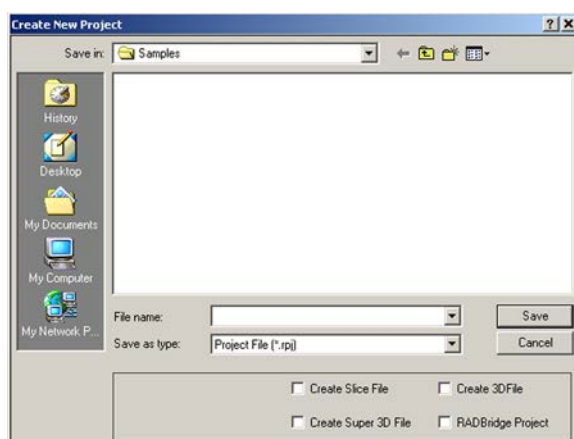 Create New Project
Save in: Samples
History
Desktop
My Documents
My Computer
My Network P...
File name:
Save
Save as type: Project File (*.rpj)
Cancel
Create Slice File
Create 3DFile
Create Super 3D File
RADBridge Project